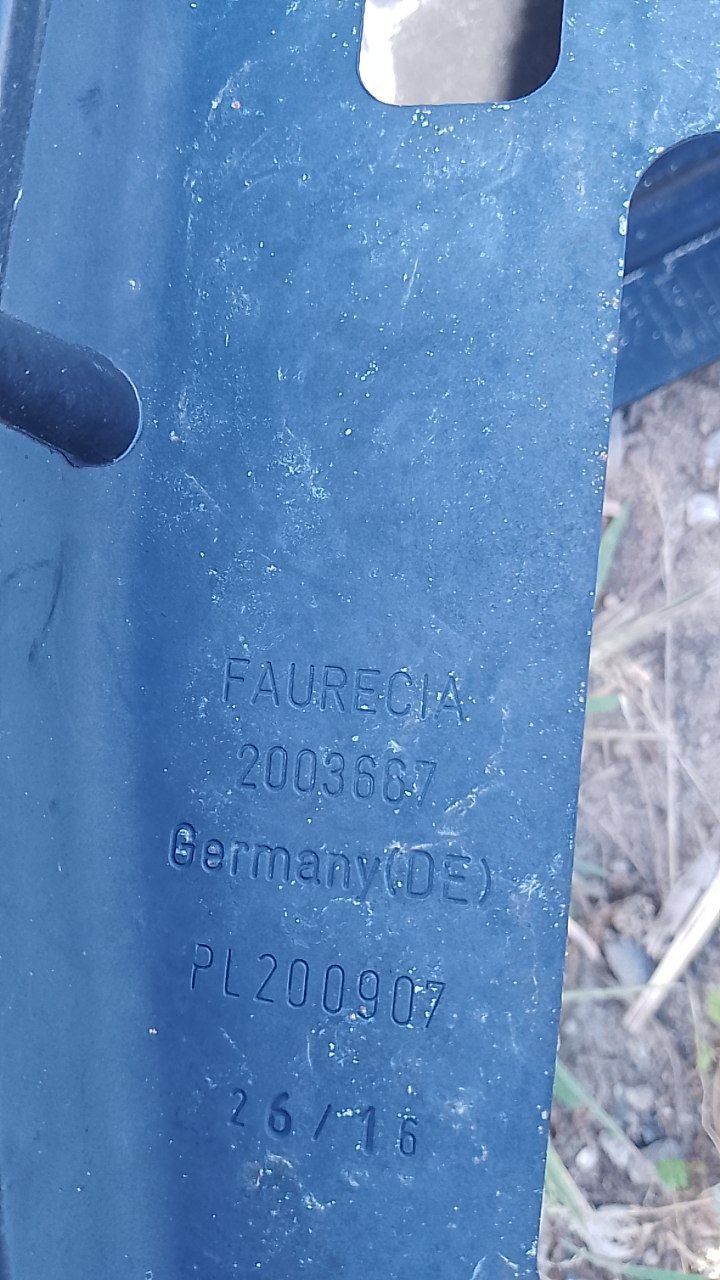 FAURECIA
2003667
Germany(DE)
PL200907
26/16